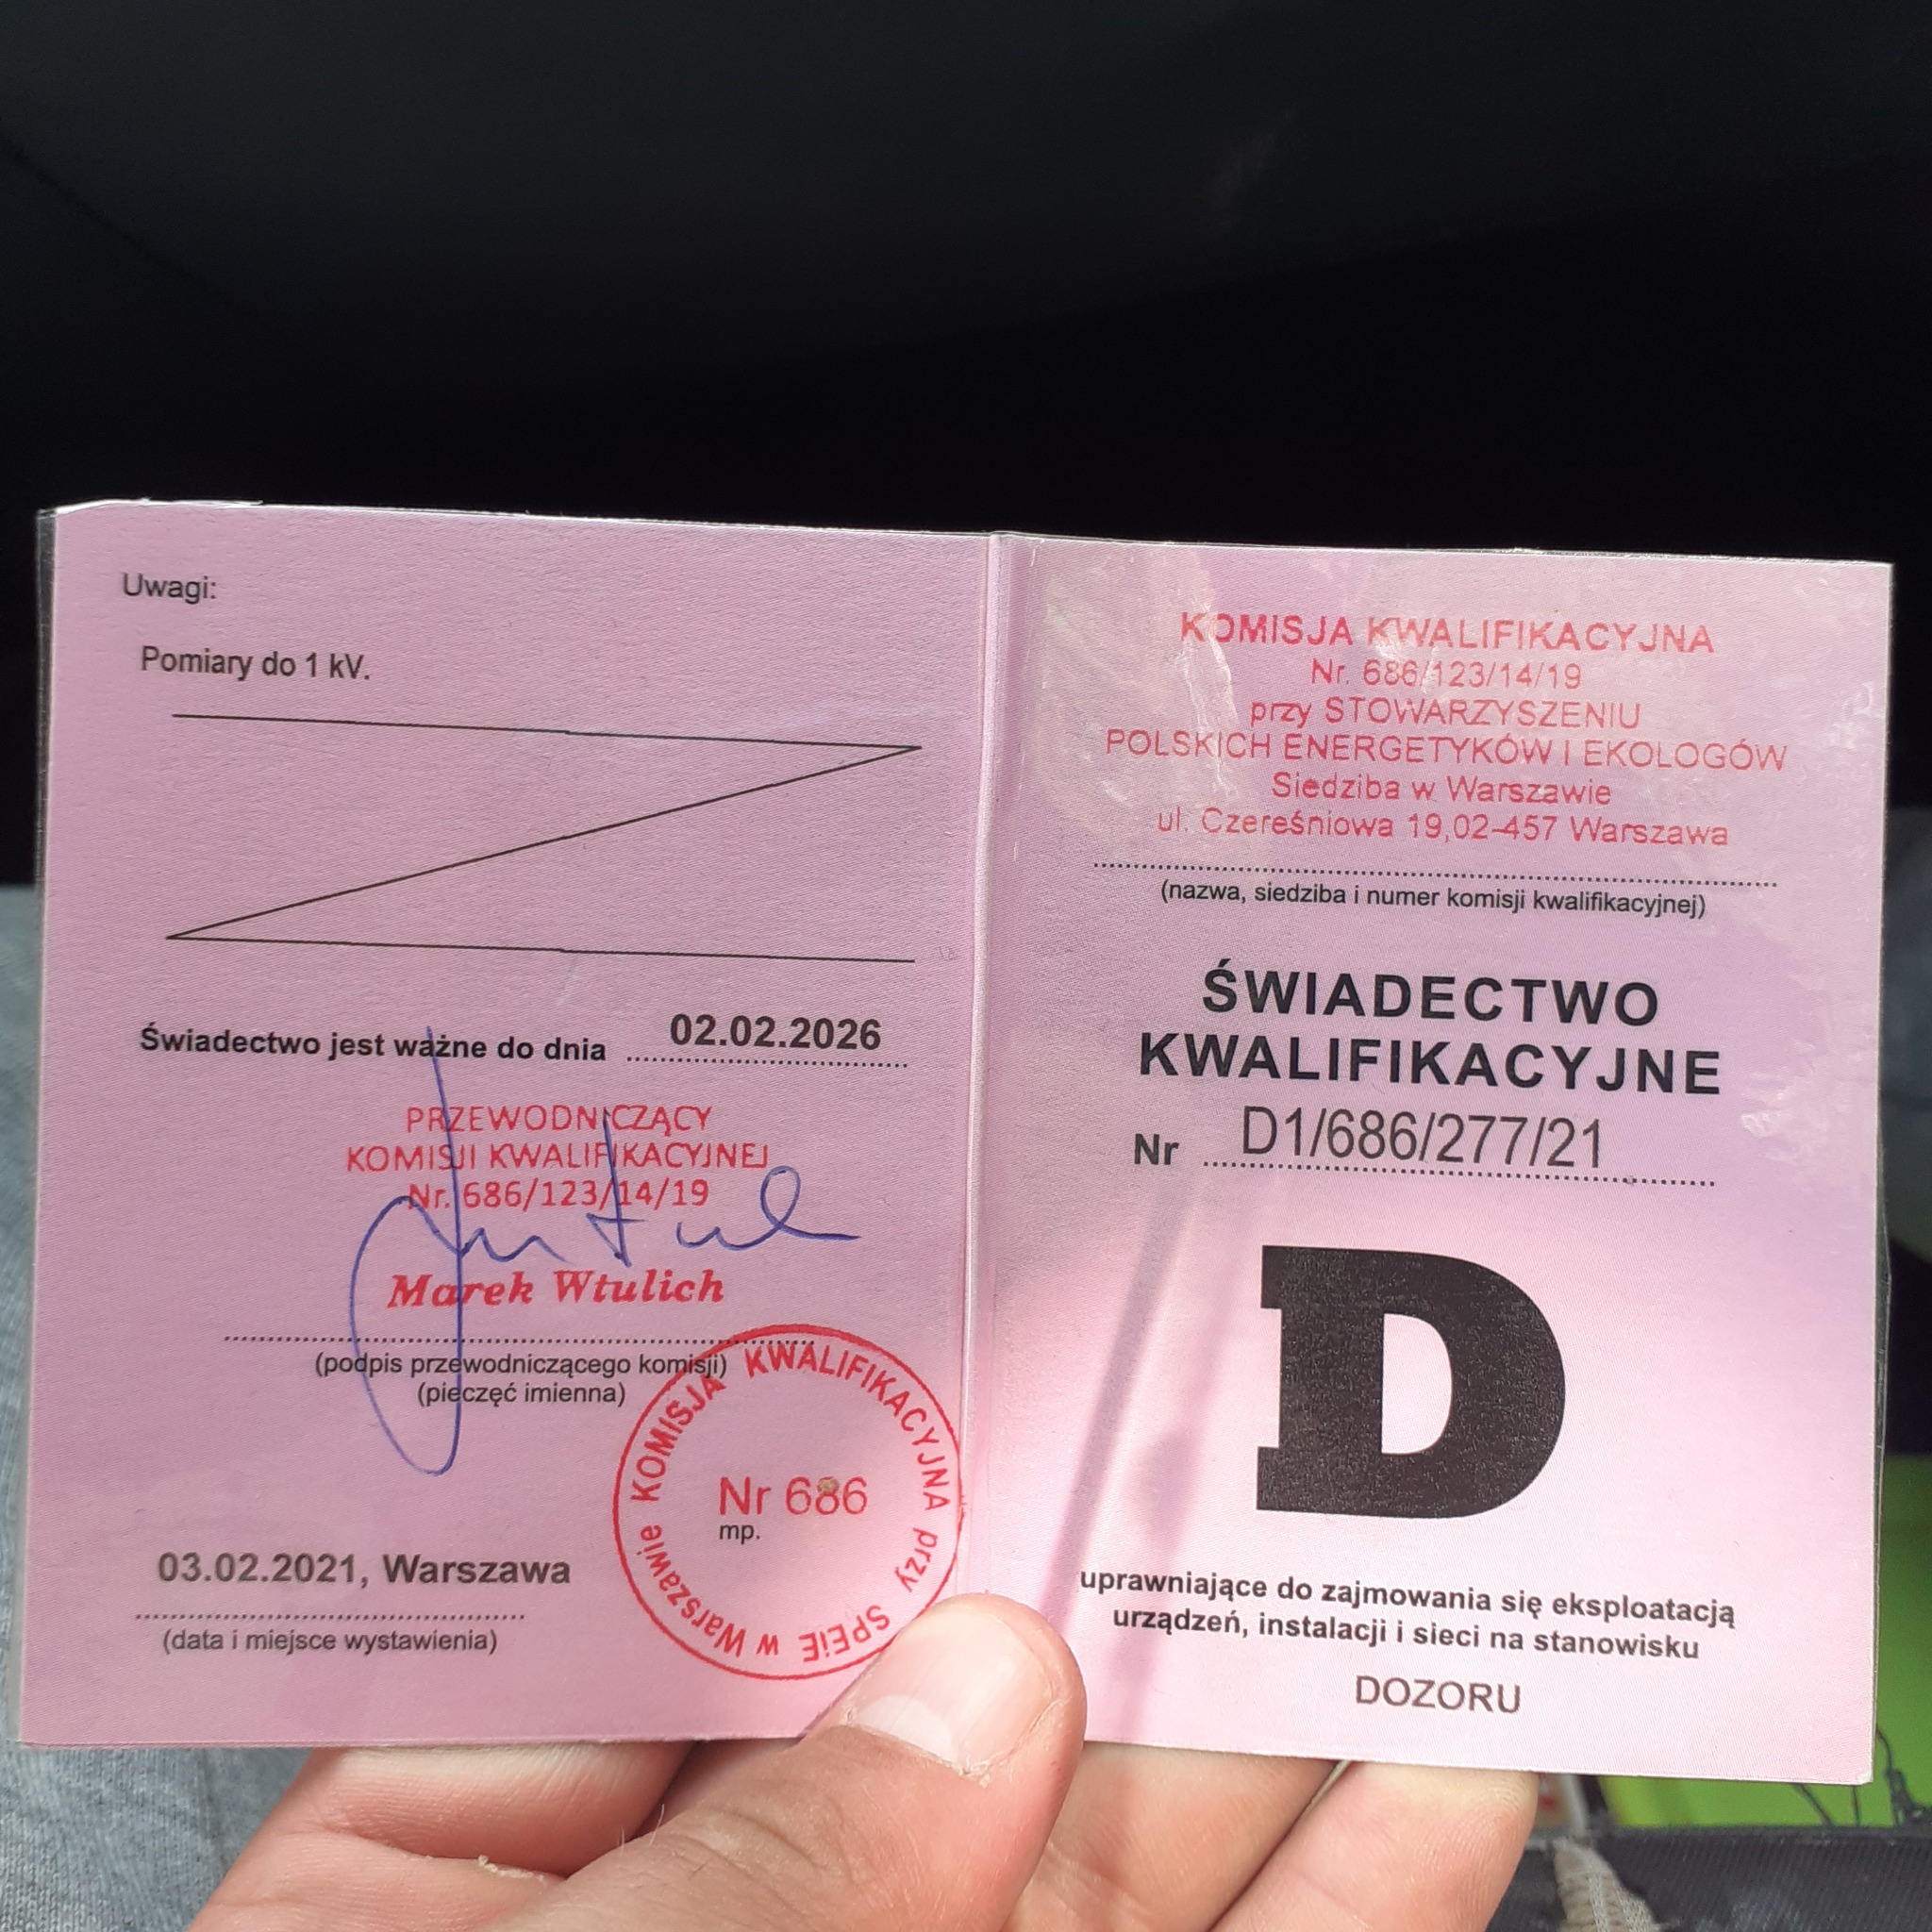 Uwagi:
Pomiary do 1 kV.
Świadectwo jest ważne do dnia 02.02.2026
PRZEWODNICZĄCY
KOMISJI KWALIFIKACYJNEJ
Nr. 686/123/14/19
Marek Wtulich
(podpis przewodniczącego komisji)
(pieczęć imienna)
KOMISJA KWALIFIKACYJNA przy SPEiE w Warszawie
Nr 686
mp.
03.02.2021, Warszawa
(data i miejsce wystawienia)
KOMISJA KWALIFIKACYJNA
Nr. 686/123/14/19
przy STOWARZYSZENIU
POLSKICH ENERGETYKÓW I EKOLOGÓW
Siedziba w Warszawie
ul. Czereśniowa 19,02-457 Warszawa
(nazwa, siedziba i numer komisji kwalifikacyjnej)
ŚWIADECTWO
KWALIFIKACYJNE
Nr D1/686/277/21
D
uprawniające do zajmowania się eksploatacją
urządzeń, instalacji i sieci na stanowisku
DOZORU